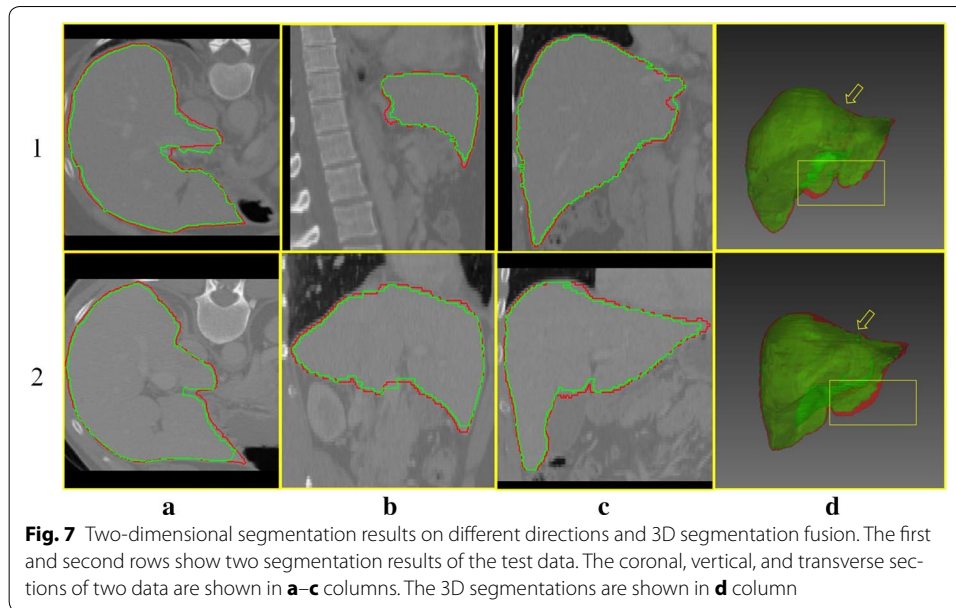 1
2
a b c d
Fig. 7 Two-dimensional segmentation results on different directions and 3D segmentation fusion. The first
and second rows show two segmentation results of the test data. The coronal, vertical, and transverse sec-
tions of two data are shown in a–c columns. The 3D segmentations are shown in d column